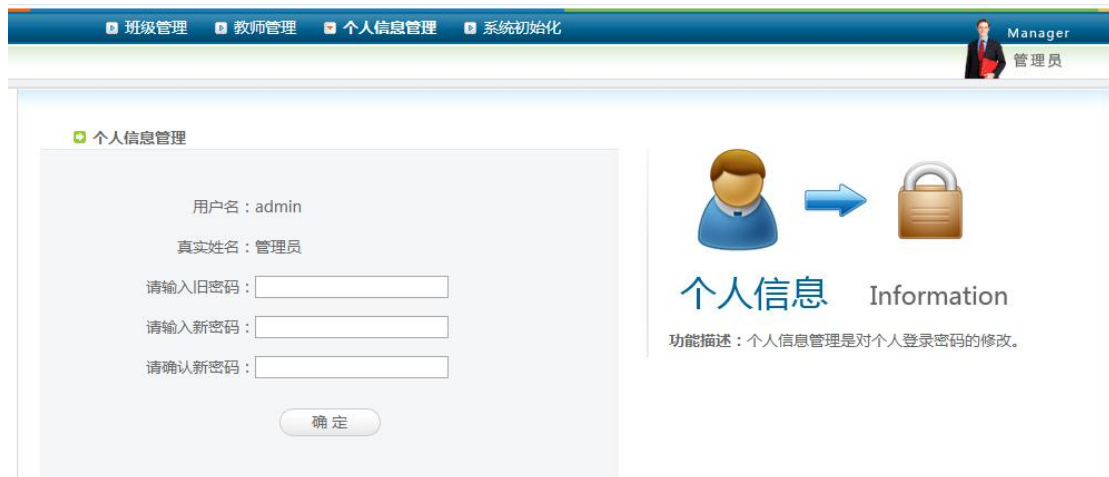 班级管理 教师管理 个人信息管理 系统初始化 Manager
管理员
个人信息管理
用户名：admin
真实姓名：管理员
请输入旧密码：
请输入新密码：
请确认新密码：
确 定
个人信息 Information
功能描述：个人信息管理是对个人登录密码的修改。